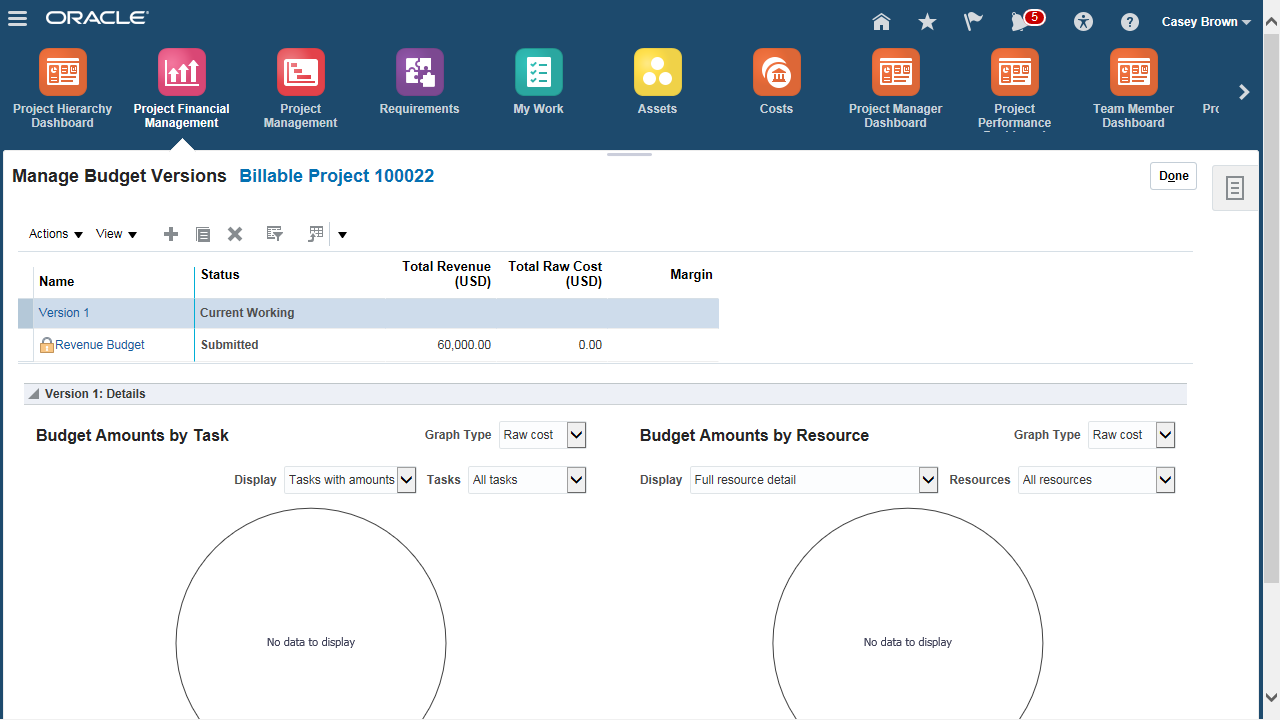 ORACLE
5
Casey Brown
Project Hierarchy
Dashboard
Project Financial
Management
Project
Management
Requirements
My Work
Assets
Costs
Project Manager
Dashboard
Project
Performance
Team Member
Dashboard
Pro
Manage Budget Versions Billable Project 100022
Done
Actions View
Name
Status
Total Revenue
(USD)
Total Raw Cost
(USD)
Margin
Version 1 Current Working
Revenue Budget Submitted 60,000.00 0.00
Version 1: Details
Budget Amounts by Task
Graph Type Raw cost
Display Tasks with amounts Tasks All tasks
No data to display
Budget Amounts by Resource
Graph Type Raw cost
Display Full resource detail Resources All resources
No data to display